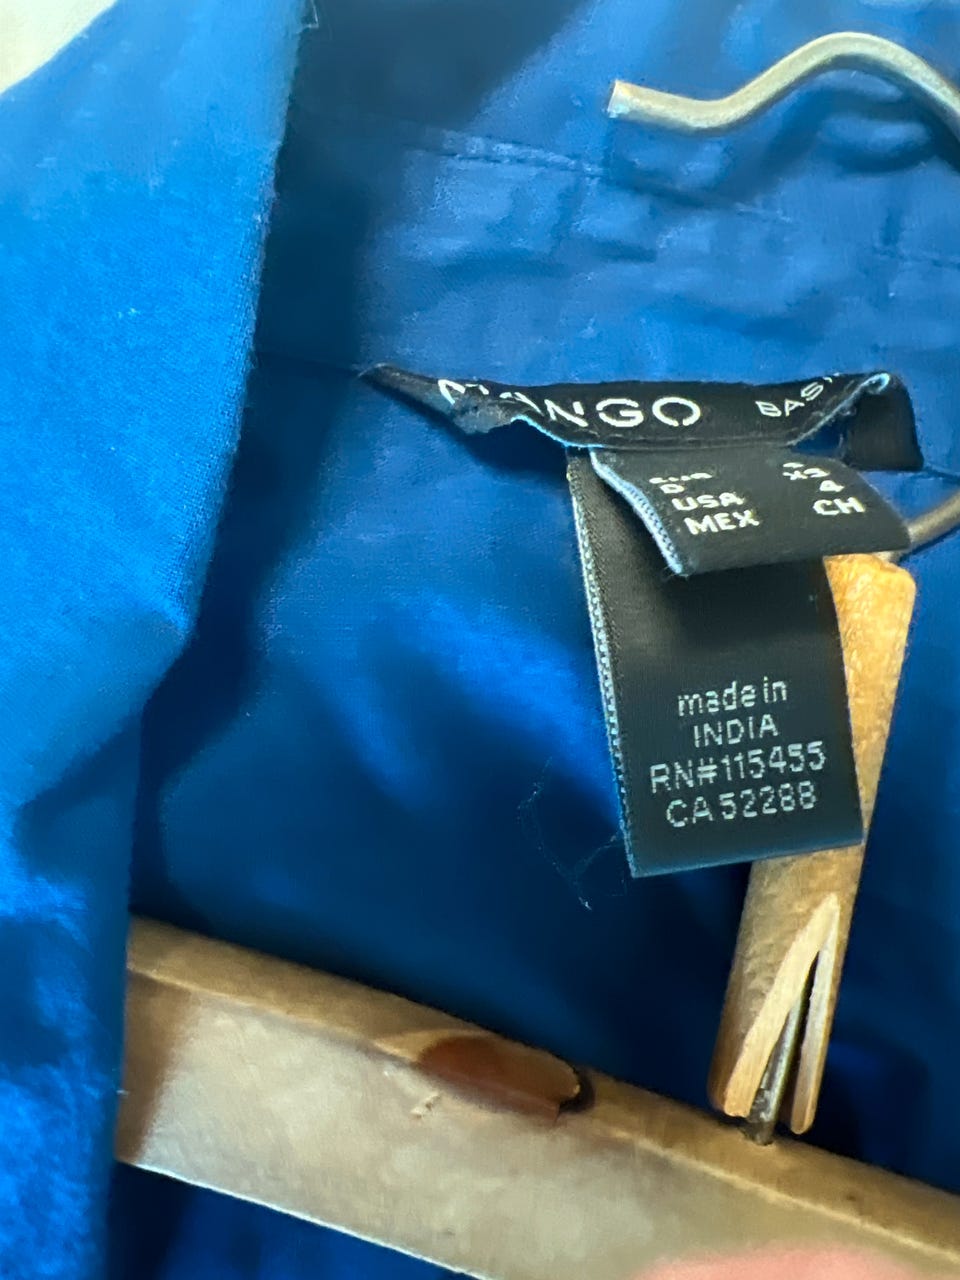 MANGO
USA 4
MEX CH
made in
INDIA
RN#115455
CA 52288